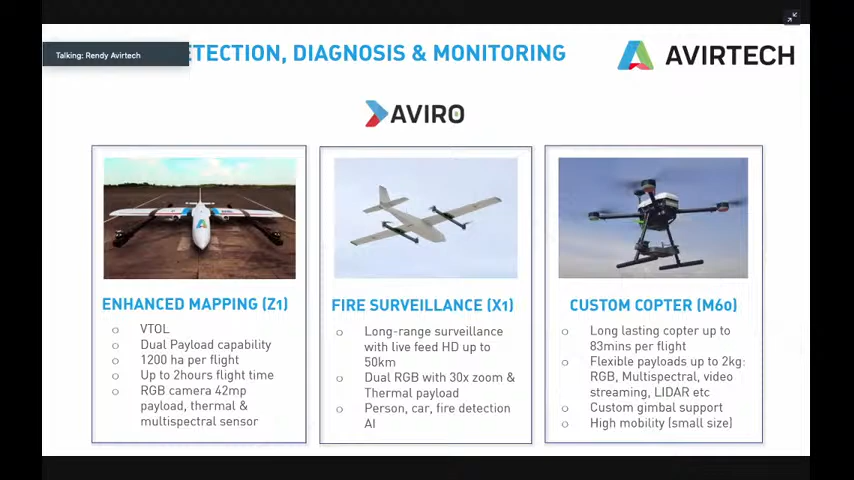 Talking: Rendy Avirtech
ETECTION, DIAGNOSIS & MONITORING
AVIRTECH
AVIRO
ENHANCED MAPPING (Z1)
VTOL
Dual Payload capability
1200 ha per flight
Up to 2hours flight time
RGB camera 42mp
payload, thermal &
multispectral sensor
FIRE SURVEILLANCE (X1)
Long-range surveillance
with live feed HD up to
50km
Dual RGB with 30x zoom &
Thermal payload
Person, car, fire detection
AI
CUSTOM COPTER (M60)
Long lasting copter up to
83mins per flight
Flexible payloads up to 2kg:
RGB, Multispectral, video
streaming, LIDAR etc
Custom gimbal support
High mobility (small size)